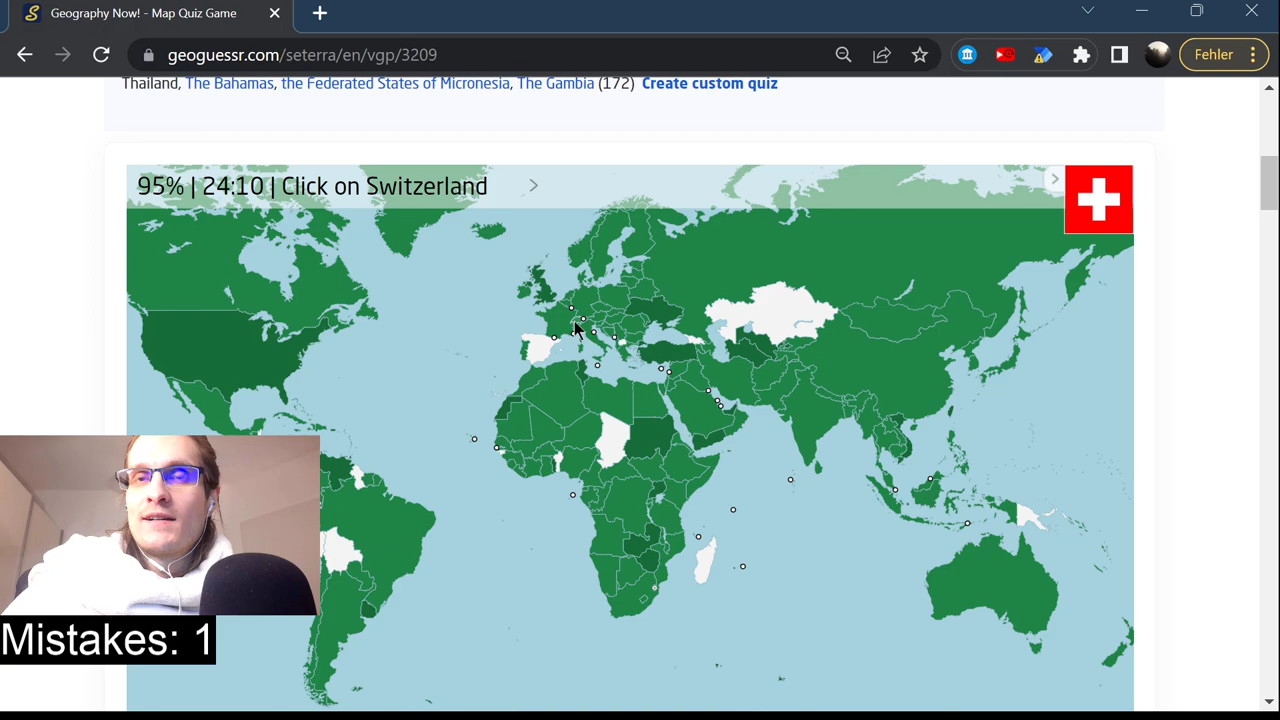 Geography Now! - Map Quiz Game
geoguessr.com/seterra/en/vgp/3209
Fehler
Thailand, The Bahamas, the Federated States of Micronesia, The Gambia (172) Create custom quiz
95% | 24:10 | Click on Switzerland
Mistakes: 1